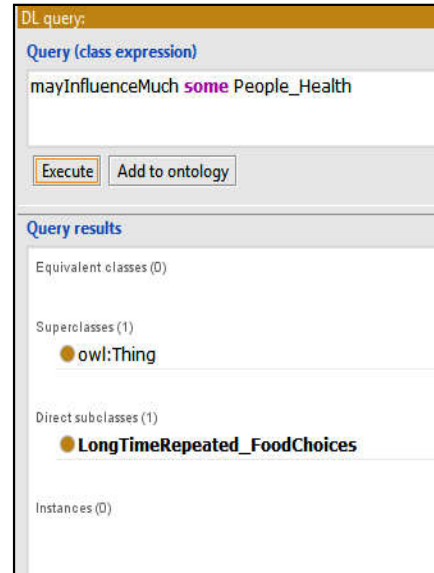 DL query:
Query (class expression)
mayInfluenceMuch some People_Health
Execute Add to ontology
Query results
Equivalent classes (0)
Superclasses (1)
owl:Thing
Direct subclasses (1)
LongTimeRepeated_FoodChoices
Instances (0)